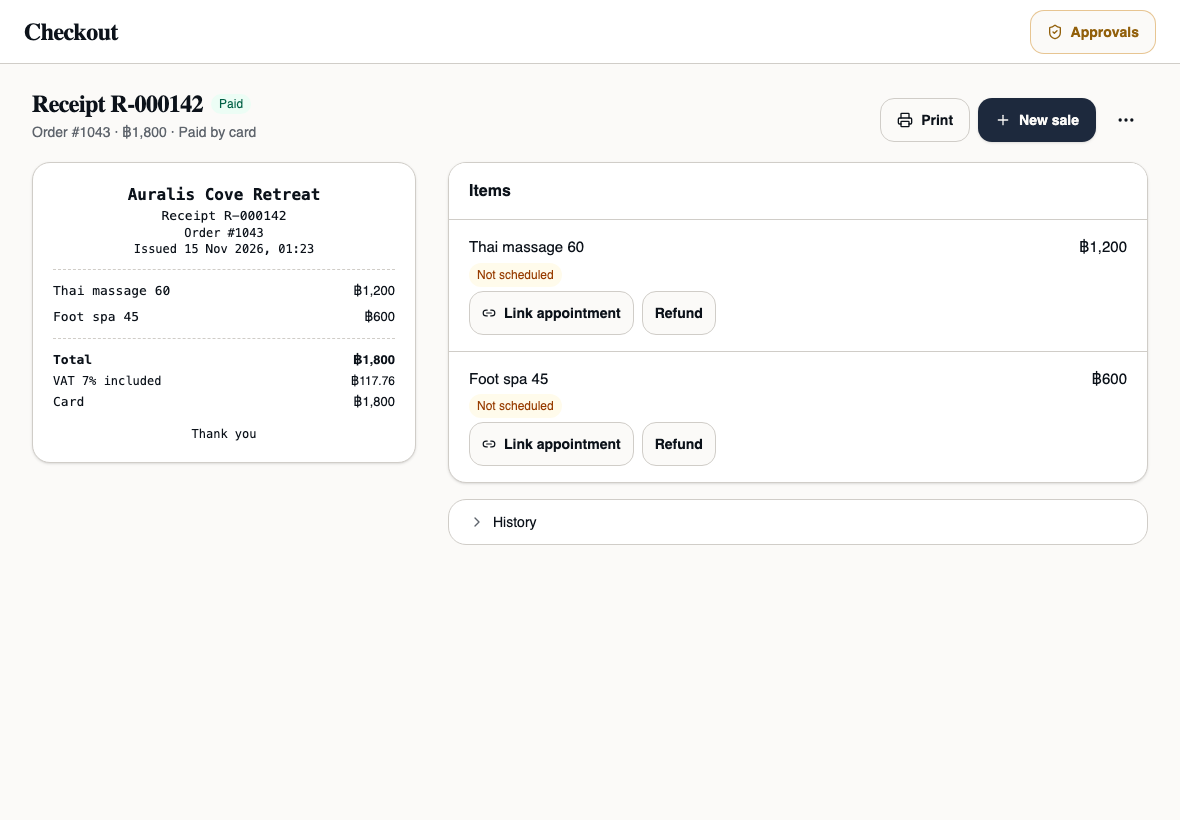 Checkout
Approvals
Receipt R-000142 Paid
Order #1043 · ฿1,800 · Paid by card
Print
New sale
Auralis Cove Retreat
Receipt R-000142
Order #1043
Issued 15 Nov 2026, 01:23
Thai massage 60 ฿1,200
Foot spa 45 ฿600
Total ฿1,800
VAT 7% included ฿117.76
Card ฿1,800
Thank you
Items
Thai massage 60 ฿1,200
Not scheduled
Link appointment Refund
Foot spa 45 ฿600
Not scheduled
Link appointment Refund
History